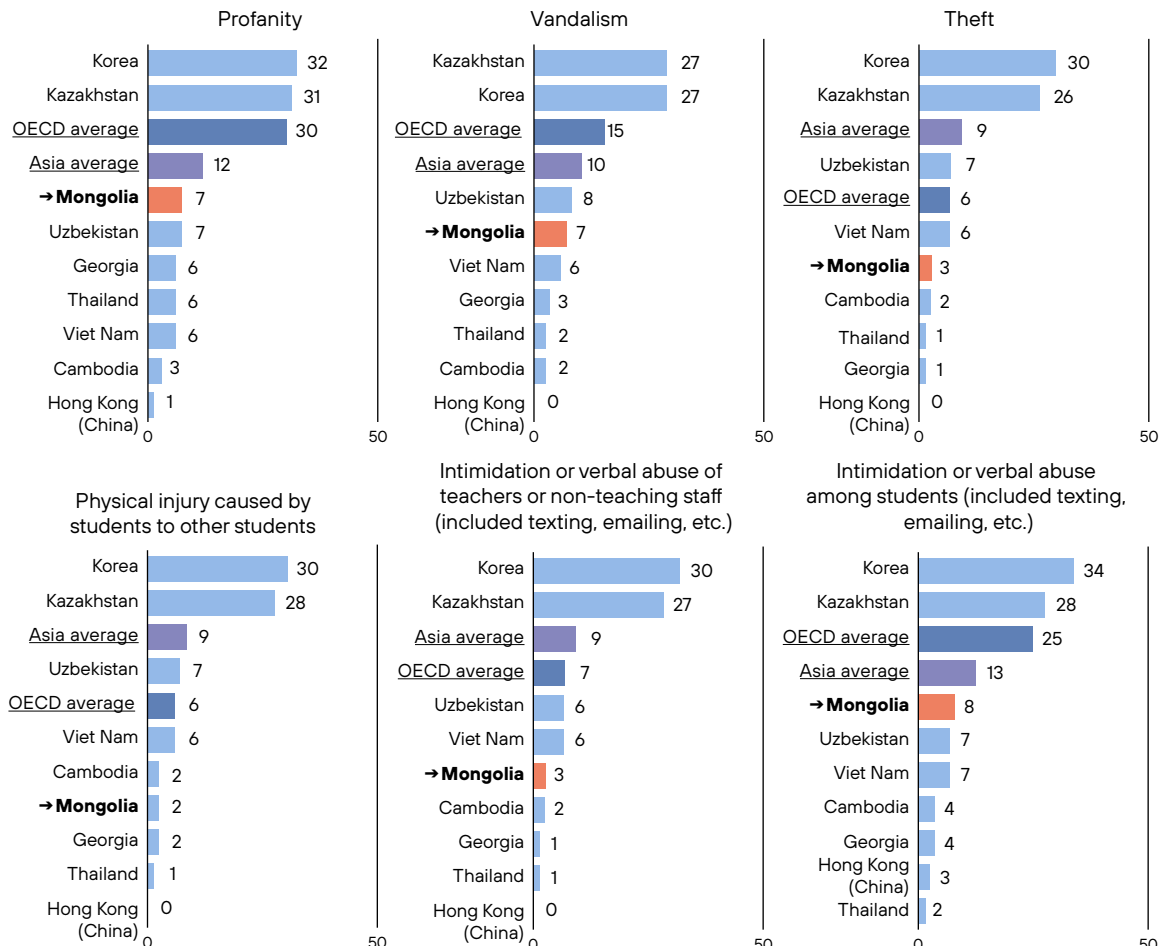 Profanity
Korea 32
Kazakhstan 31
OECD average 30
Asia average 12
➔ Mongolia 7
Uzbekistan 7
Georgia 6
Thailand 6
Viet Nam 6
Cambodia 3
Hong Kong 1
(China)
0 50
Vandalism
Kazakhstan 27
Korea 27
OECD average 15
Asia average 10
Uzbekistan 8
➔ Mongolia 7
Viet Nam 6
Georgia 3
Thailand 2
Cambodia 2
Hong Kong 0
(China)
0 50
Theft
Korea 30
Kazakhstan 26
Asia average 9
Uzbekistan 7
OECD average 6
Viet Nam 6
➔ Mongolia 3
Cambodia 2
Thailand 1
Georgia 1
Hong Kong 0
(China)
0 50
Physical injury caused by
students to other students
Korea 30
Kazakhstan 28
Asia average 9
Uzbekistan 7
OECD average 6
Viet Nam 6
Cambodia 2
➔ Mongolia 2
Georgia 2
Thailand 1
Hong Kong 0
(China)
0 50
Intimidation or verbal abuse of
teachers or non-teaching staff
(included texting, emailing, etc.)
Korea 30
Kazakhstan 27
Asia average 9
OECD average 7
Uzbekistan 6
Viet Nam 6
➔ Mongolia 3
Cambodia 2
Georgia 1
Thailand 1
Hong Kong 0
(China)
0 50
Intimidation or verbal abuse
among students (included texting,
emailing, etc.)
Korea 34
Kazakhstan 28
OECD average 25
Asia average 13
➔ Mongolia 8
Uzbekistan 7
Viet Nam 7
Cambodia 4
Georgia 4
Hong Kong 3
(China)
Thailand 2
0 50